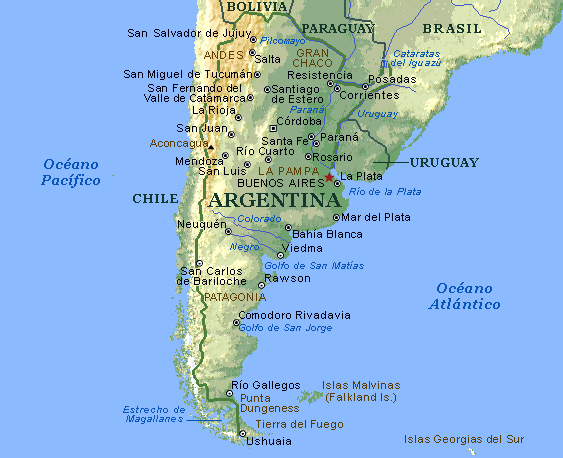 BOLIVIA
PARAGUAY
BRASIL
San Salvador de Jujuy
Pilcomayo
ANDES
Salta
GRAN
CHACO
Cataratas
del Iguazú
San Miguel de Tucumán
Resistencia
Posadas
San Fernando del
Valle de Catamarca
Santiago
de Estero
Corrientes
La Rioja
Paraná
Uruguay
Córdoba
San Juan
Santa Fe
Paraná
Aconcagua
Río Cuarto
Rosario
Mendoza
San Luis
LA PAMPA
URUGUAY
Océano
Pacífico
BUENOS AIRES
La Plata
Río de la Plata
CHILE
ARGENTINA
Colorado
Mar del Plata
Neuquén
Bahía Blanca
Negro
Viedma
Golfo de San Matías
San Carlos
de Bariloche
Rawson
PATAGONIA
Océano
Atlántico
Comodoro Rivadavia
Golfo de San Jorge
Río Gallegos
Islas Malvinas
(Falkland Is.)
Punta
Dungeness
Estrecho de
Magallanes
Tierra del Fuego
Ushuaia
Islas Georgias del Sur